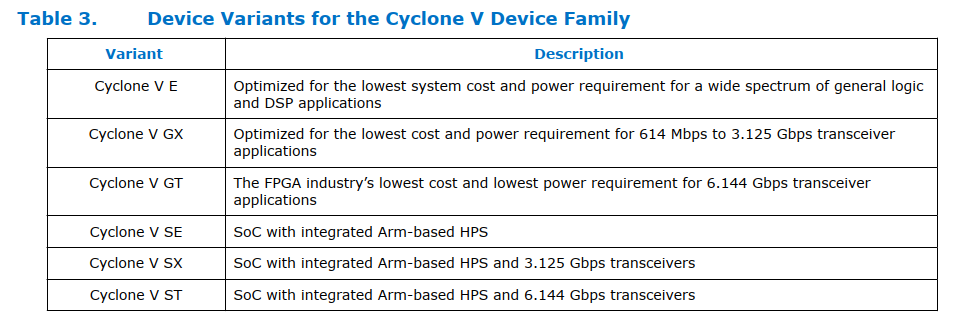 Table 3. Device Variants for the Cyclone V Device Family
Variant Description
Cyclone V E Optimized for the lowest system cost and power requirement for a wide spectrum of general logic
and DSP applications
Cyclone V GX Optimized for the lowest cost and power requirement for 614 Mbps to 3.125 Gbps transceiver
applications
Cyclone V GT The FPGA industry’s lowest cost and lowest power requirement for 6.144 Gbps transceiver
applications
Cyclone V SE SoC with integrated Arm-based HPS
Cyclone V SX SoC with integrated Arm-based HPS and 3.125 Gbps transceivers
Cyclone V ST SoC with integrated Arm-based HPS and 6.144 Gbps transceivers